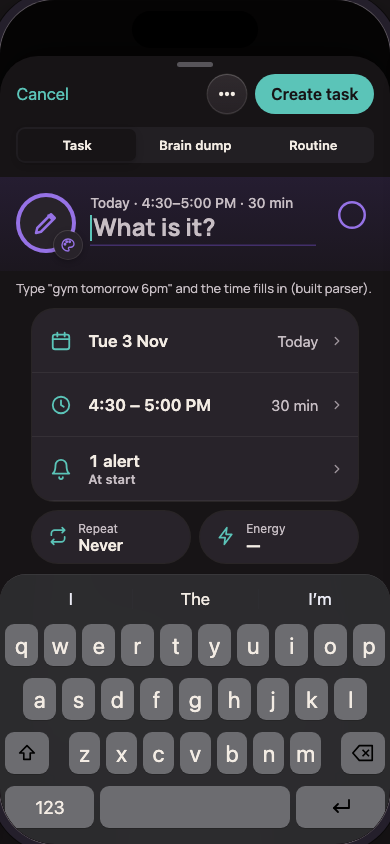 Cancel
•••
Create task
Task Brain dump Routine
Today · 4:30–5:00 PM · 30 min
What is it?
Type "gym tomorrow 6pm" and the time fills in (built parser).
Tue 3 Nov Today
4:30 – 5:00 PM 30 min
1 alert
At start
Repeat
Never
Energy
—
I The I'm
q w e r t y u i o p
a s d f g h j k l
z x c v b n m
123